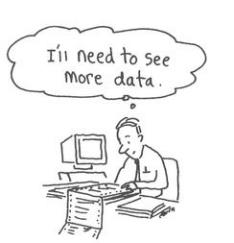 I'll need to see
more data.